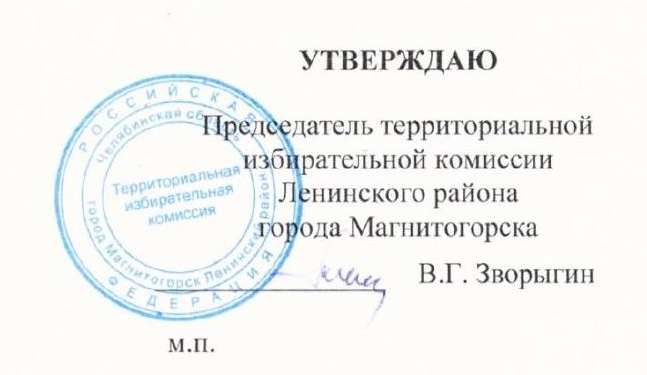 УТВЕРЖДАЮ
Председатель территориальной
избирательной комиссии
Ленинского района
города Магнитогорска
В.Г. Зворыгин
м.п.
РОССИЙСКАЯ ФЕДЕРАЦИЯ
Челябинская область
город Магнитогорск Ленинский район
Территориальная
избирательная
комиссия